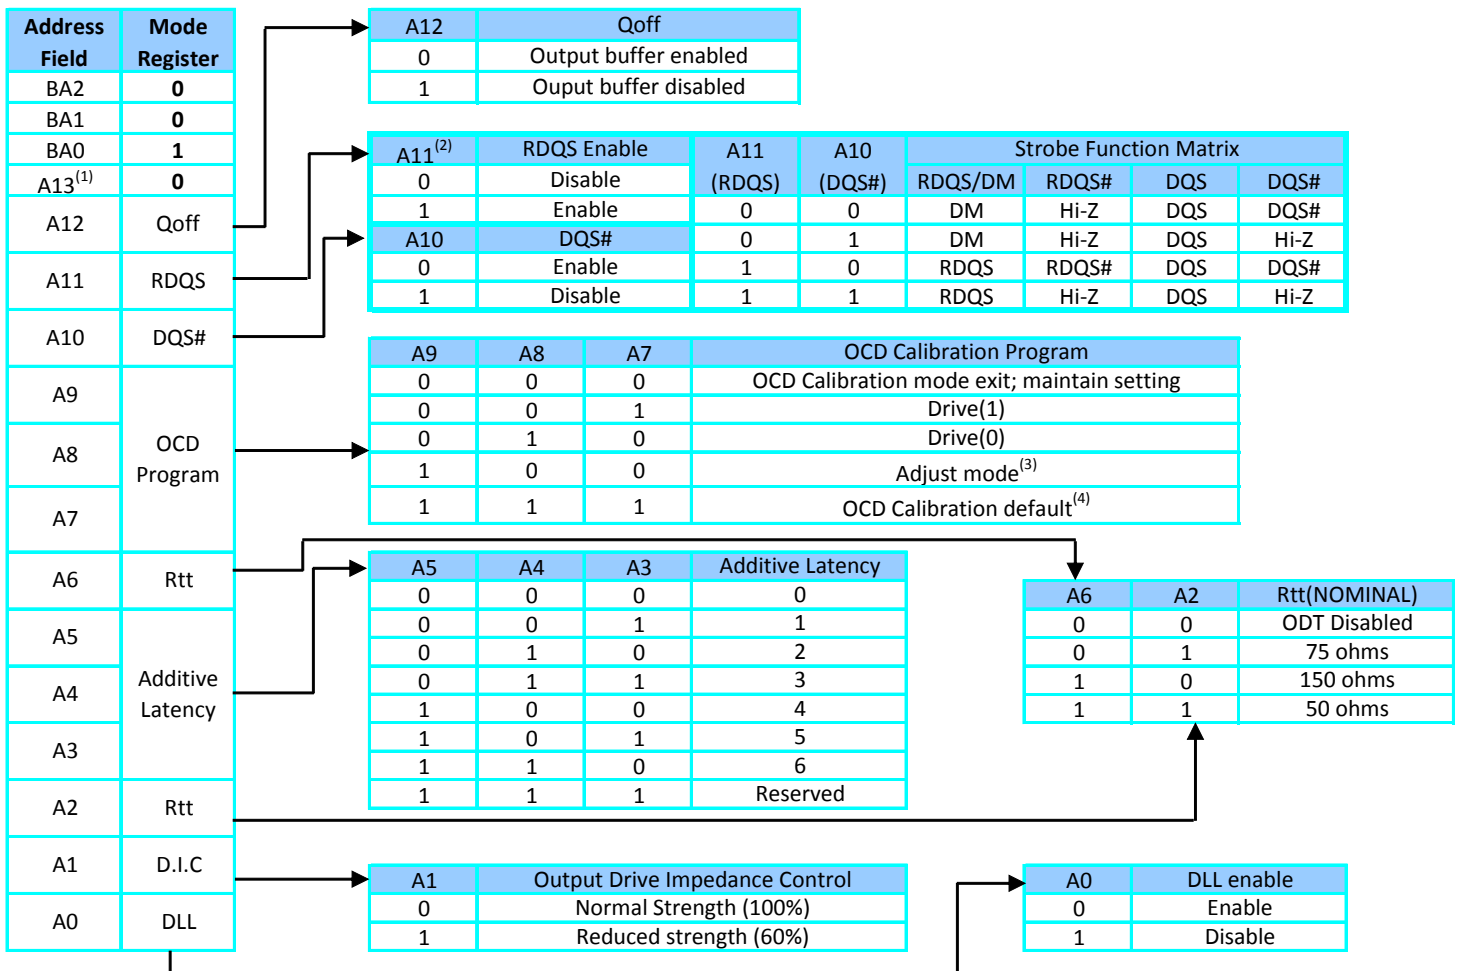 Address Field | Mode Register
BA2 | 0
BA1 | 0
BA0 | 1
A13(1) | 0
A12 | Qoff
A11 | RDQS
A10 | DQS#
A9
A8 | OCD Program
A7
A6 | Rtt
A5
A4 | Additive Latency
A3
A2 | Rtt
A1 | D.I.C
A0 | DLL
A12 | Qoff
0 | Output buffer enabled
1 | Ouput buffer disabled
A11(2) | RDQS Enable
0 | Disable
1 | Enable
A10 | DQS#
0 | Enable
1 | Disable
A11 (RDQS) | A10 (DQS#) | Strobe Function Matrix
RDQS/DM | RDQS# | DQS | DQS#
0 | 0 | DM | Hi-Z | DQS | DQS#
0 | 1 | DM | Hi-Z | DQS | Hi-Z
1 | 0 | RDQS | RDQS# | DQS | DQS#
1 | 1 | RDQS | Hi-Z | DQS | Hi-Z
A9 | A8 | A7 | OCD Calibration Program
0 | 0 | 0 | OCD Calibration mode exit; maintain setting
0 | 0 | 1 | Drive(1)
0 | 1 | 0 | Drive(0)
1 | 0 | 0 | Adjust mode(3)
1 | 1 | 1 | OCD Calibration default(4)
A5 | A4 | A3 | Additive Latency
0 | 0 | 0 | 0
0 | 0 | 1 | 1
0 | 1 | 0 | 2
0 | 1 | 1 | 3
1 | 0 | 0 | 4
1 | 0 | 1 | 5
1 | 1 | 0 | 6
1 | 1 | 1 | Reserved
A6 | A2 | Rtt(NOMINAL)
0 | 0 | ODT Disabled
0 | 1 | 75 ohms
1 | 0 | 150 ohms
1 | 1 | 50 ohms
A1 | Output Drive Impedance Control
0 | Normal Strength (100%)
1 | Reduced strength (60%)
A0 | DLL enable
0 | Enable
1 | Disable